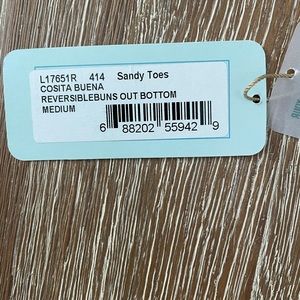 L17651R 414 Sandy Toes
COSITA BUENA
REVERSIBLEBUNS OUT BOTTOM
MEDIUM
6 88202 55942 9